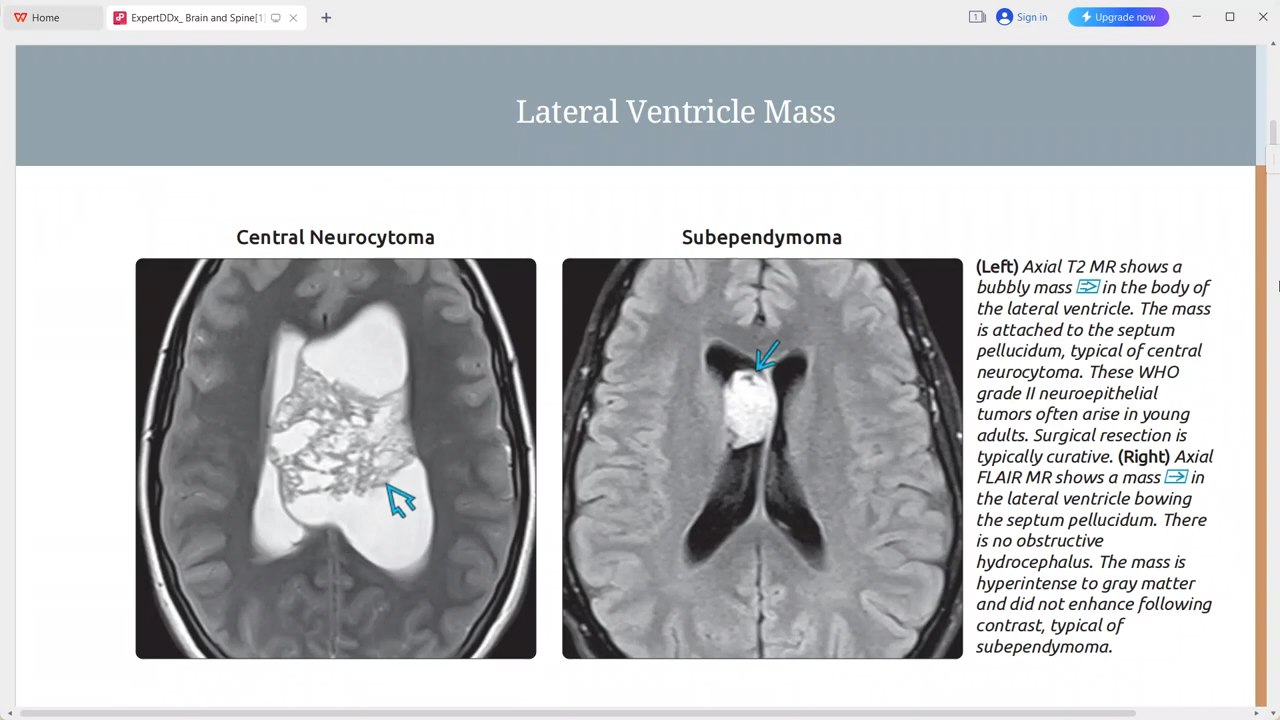 Home
ExpertDDx_ Brain and Spine[1]
1
Sign in
Upgrade now
Lateral Ventricle Mass
Central Neurocytoma
Subependymoma
(Left) Axial T2 MR shows a
bubbly mass in the body of
the lateral ventricle. The mass
is attached to the septum
pellucidum, typical of central
neurocytoma. These WHO
grade II neuroepithelial
tumors often arise in young
adults. Surgical resection is
typically curative. (Right) Axial
FLAIR MR shows a mass in
the lateral ventricle bowing
the septum pellucidum. There
is no obstructive
hydrocephalus. The mass is
hyperintense to gray matter
and did not enhance following
contrast, typical of
subependymoma.